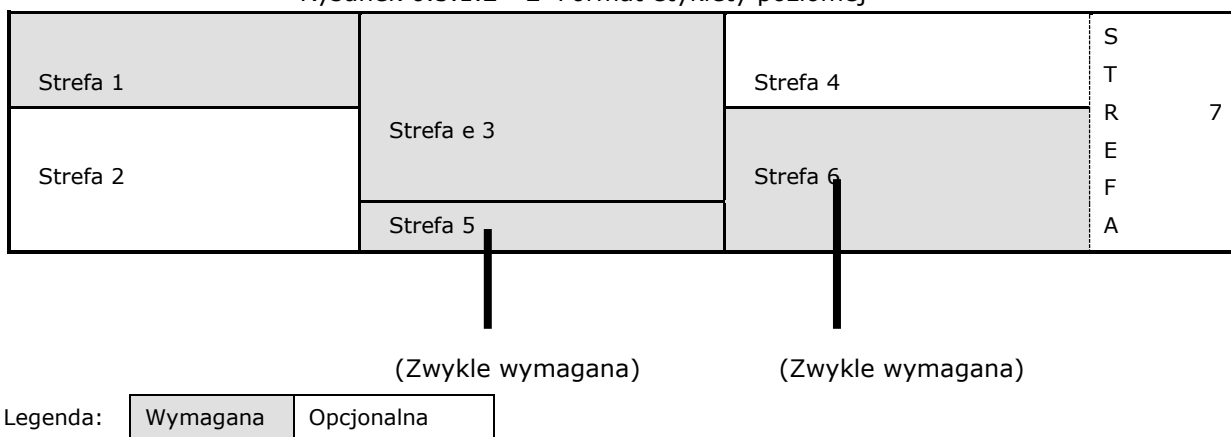 Strefa 1
Strefa 2
Strefa e 3
Strefa 5
Strefa 4
Strefa 6
S
T
R 7
E
F
A
(Zwykle wymagana) (Zwykle wymagana)
Legenda: Wymagana Opcjonalna